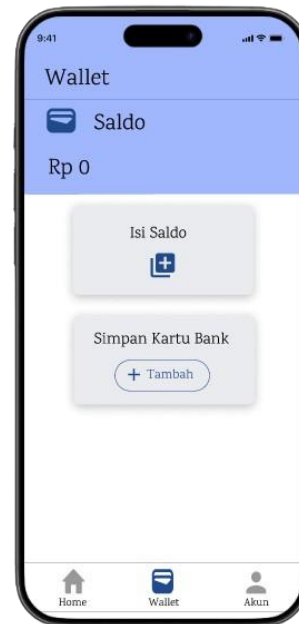 9:41
Wallet
Saldo
Rp 0
Isi Saldo
Simpan Kartu Bank
+ Tambah
Home
Wallet
Akun